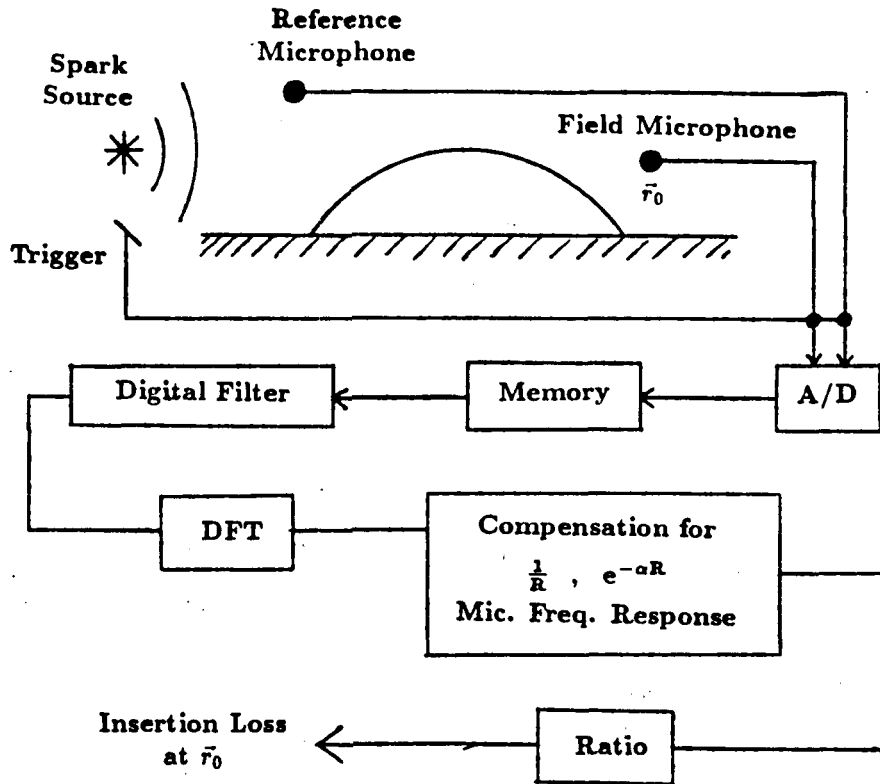 Reference
Microphone
Spark
Source
Field Microphone
r⃗₀
Trigger
A/D
Memory
Digital Filter
DFT
Compensation for
1/R , e^{-αR}
Mic. Freq. Response
Ratio
Insertion Loss
at r⃗₀